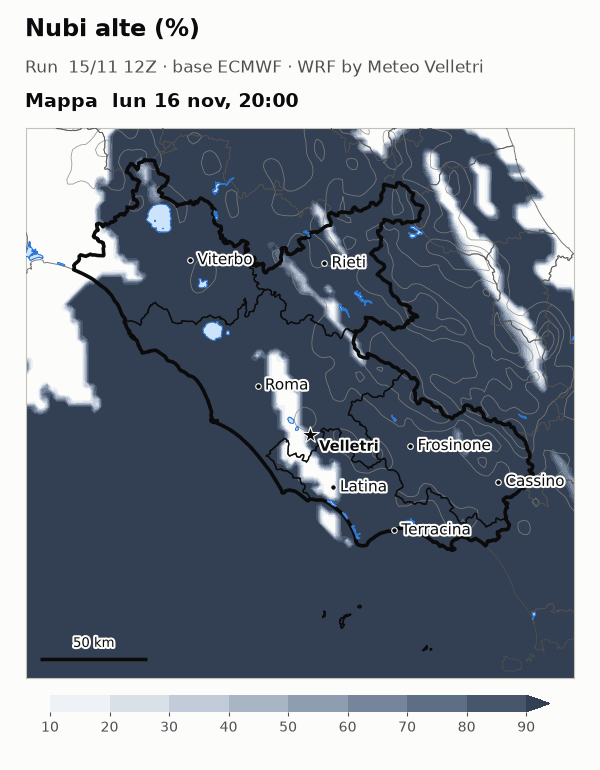 Nubi alte (%)
Run  15/11 12Z · base ECMWF · WRF by Meteo Velletri
Mappa  lun 16 nov, 20:00
Viterbo
Rieti
Roma
Velletri
Frosinone
Cassino
Latina
Terracina
50 km
10 20 30 40 50 60 70 80 90